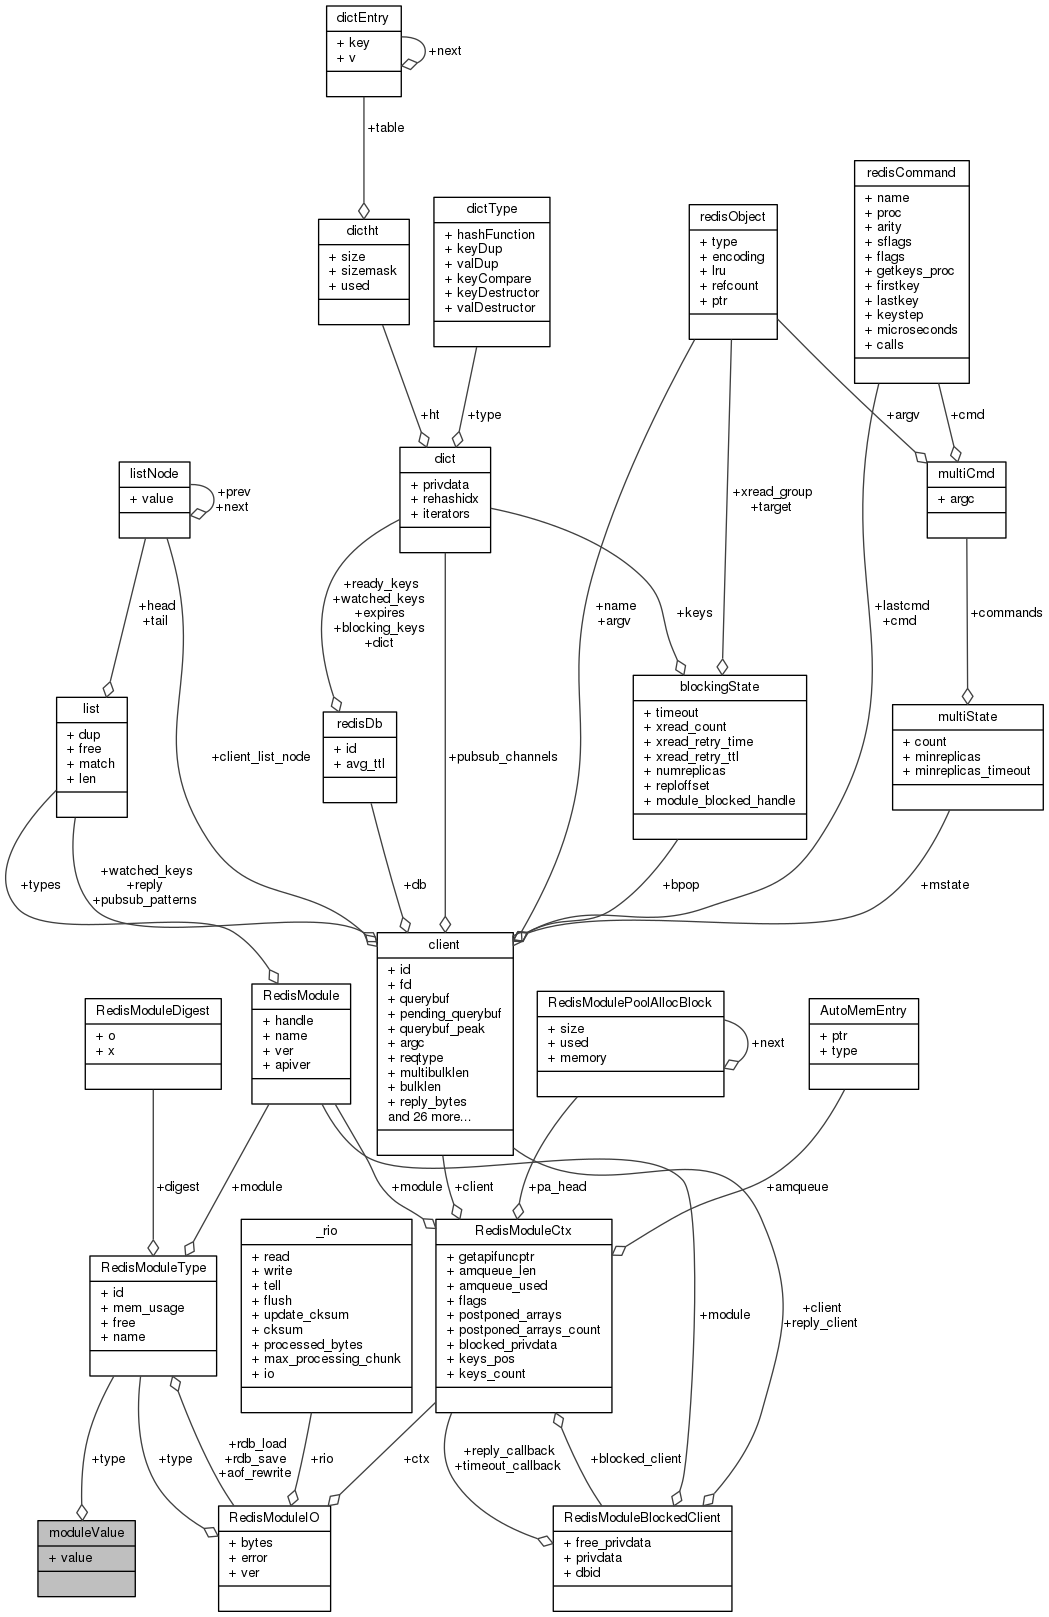 dictEntry
+ key
+ v
+next
+table
redisCommand
+ name
+ proc
+ arity
+ sflags
+ flags
+ getkeys_proc
+ firstkey
+ lastkey
+ keystep
+ microseconds
+ calls
dictType
+ hashFunction
+ keyDup
+ valDup
+ keyCompare
+ keyDestructor
+ valDestructor
redisObject
+ type
+ encoding
+ lru
+ refcount
+ ptr
dictht
+ size
+ sizemask
+ used
+ht
+type
+argv
+cmd
dict
+ privdata
+ rehashidx
+ iterators
listNode
+ value
+prev
+next
multiCmd
+ argc
+xread_group
+target
+ready_keys
+watched_keys
+expires
+blocking_keys
+dict
+head
+tail
+name
+argv
+keys
+lastcmd
+cmd
+commands
list
+ dup
+ free
+ match
+ len
redisDb
+ id
+ avg_ttl
blockingState
+ timeout
+ xread_count
+ xread_retry_time
+ xread_retry_ttl
+ numreplicas
+ reploffset
+ module_blocked_handle
multiState
+ count
+ minreplicas
+ minreplicas_timeout
+client_list_node
+pubsub_channels
+types
+watched_keys
+reply
+pubsub_patterns
+db
+bpop
+mstate
client
+ id
+ fd
+ querybuf
+ pending_querybuf
+ querybuf_peak
+ argc
+ reqtype
+ multibulklen
+ bulklen
+ reply_bytes
and 26 more...
RedisModule
+ handle
+ name
+ ver
+ apiver
RedisModuleDigest
+ o
+ x
RedisModulePoolAllocBlock
+ size
+ used
+ memory
+next
AutoMemEntry
+ ptr
+ type
+digest
+module
+module
+client
+pa_head
+amqueue
RedisModuleType
+ id
+ mem_usage
+ free
+ name
_rio
+ read
+ write
+ tell
+ flush
+ update_cksum
+ cksum
+ processed_bytes
+ max_processing_chunk
+ io
RedisModuleCtx
+ getapifuncptr
+ amqueue_len
+ amqueue_used
+ flags
+ postponed_arrays
+ postponed_arrays_count
+ blocked_privdata
+ keys_pos
+ keys_count
+module
+client
+reply_client
+type
+type
+rdb_load
+rdb_save
+aof_rewrite
+rio
+ctx
+reply_callback
+timeout_callback
+blocked_client
moduleValue
+ value
RedisModuleIO
+ bytes
+ error
+ ver
RedisModuleBlockedClient
+ free_privdata
+ privdata
+ dbid